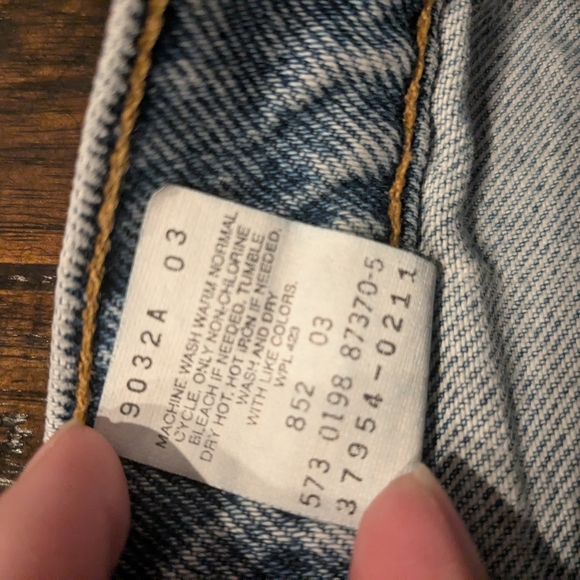 9032A 03
MACHINE WASH WARM NORMAL
CYCLE. ONLY NON-CHLORINE
BLEACH IF NEEDED. TUMBLE
DRY HOT. HOT IRON IF NEEDED.
WASH AND DRY
WITH LIKE COLORS.
WPL 423
852 03
573 0198 87370-5
37954-0211